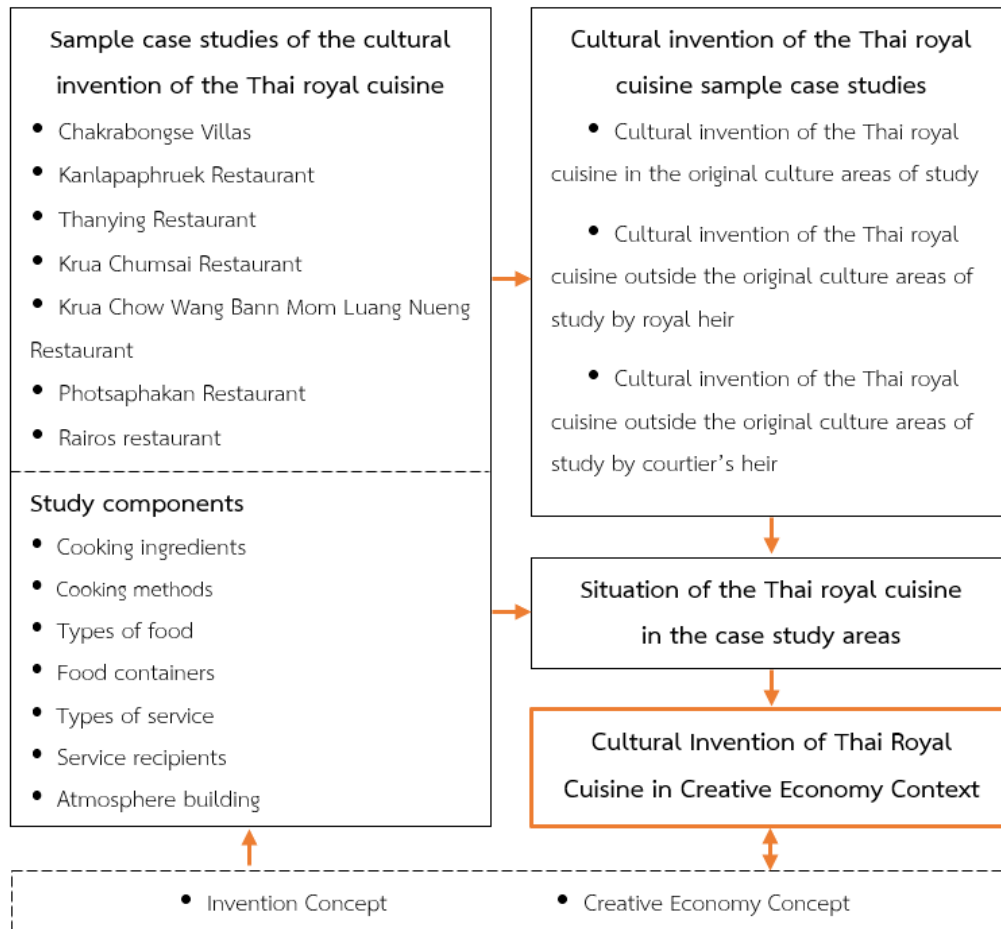 Sample case studies of the cultural
invention of the Thai royal cuisine
• Chakrabongse Villas
• Kanlapaphruek Restaurant
• Thanying Restaurant
• Krua Chumsai Restaurant
• Krua Chow Wang Bann Mom Luang Nueng
Restaurant
• Photsaphakan Restaurant
• Rairos restaurant
Study components
• Cooking ingredients
• Cooking methods
• Types of food
• Food containers
• Types of service
• Service recipients
• Atmosphere building
Cultural invention of the Thai royal
cuisine sample case studies
• Cultural invention of the Thai royal
cuisine in the original culture areas of study
• Cultural invention of the Thai royal
cuisine outside the original culture areas of
study by royal heir
• Cultural invention of the Thai royal
cuisine outside the original culture areas of
study by courtier's heir
Situation of the Thai royal cuisine
in the case study areas
Cultural Invention of Thai Royal
Cuisine in Creative Economy Context
• Invention Concept
• Creative Economy Concept